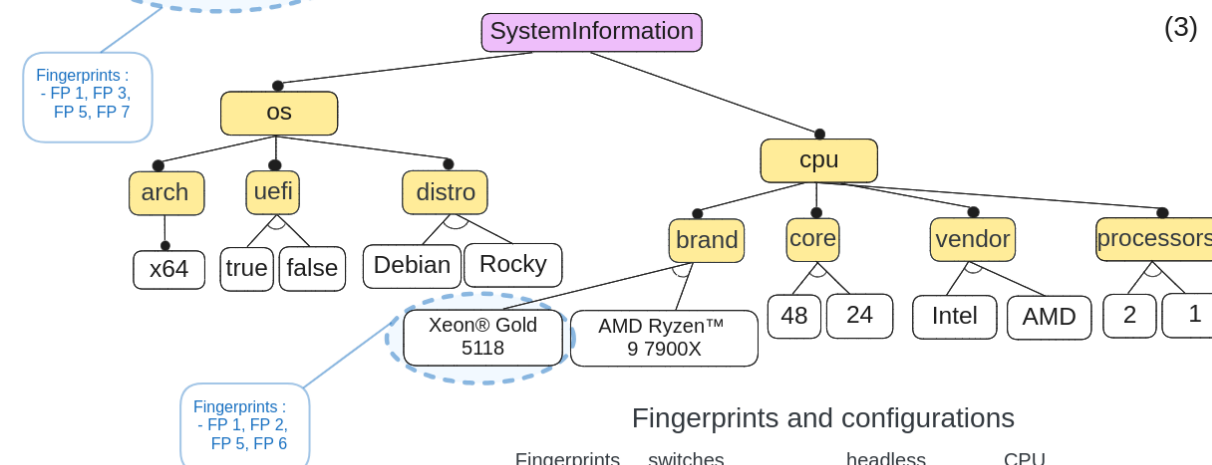 SystemInformation
(3)
Fingerprints :
- FP 1, FP 3,
FP 5, FP 7
os
cpu
arch
uefi
distro
brand
core
vendor
processors
x64
true
false
Debian
Rocky
Xeon® Gold
5118
AMD Ryzen™
9 7900X
48
24
Intel
AMD
2
1
Fingerprints :
- FP 1, FP 2,
FP 5, FP 6
Fingerprints and configurations
Fingerprints switches headless CPU